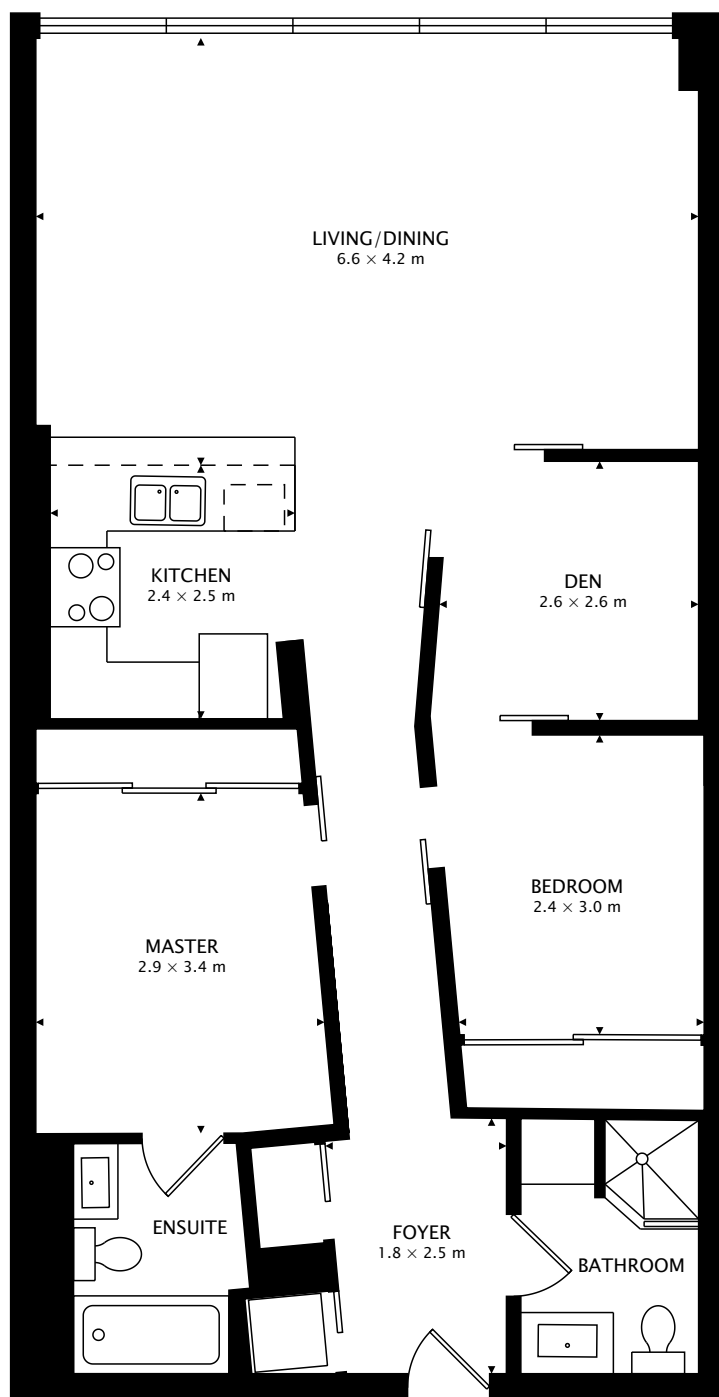 LIVING/DINING
6.6 × 4.2 m
KITCHEN
2.4 × 2.5 m
DEN
2.6 × 2.6 m
BEDROOM
2.4 × 3.0 m
MASTER
2.9 × 3.4 m
ENSUITE
FOYER
1.8 × 2.5 m
BATHROOM